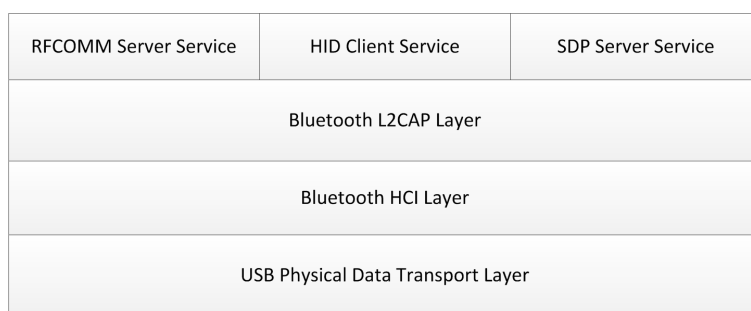 RFCOMM Server Service
HID Client Service
SDP Server Service
Bluetooth L2CAP Layer
Bluetooth HCI Layer
USB Physical Data Transport Layer